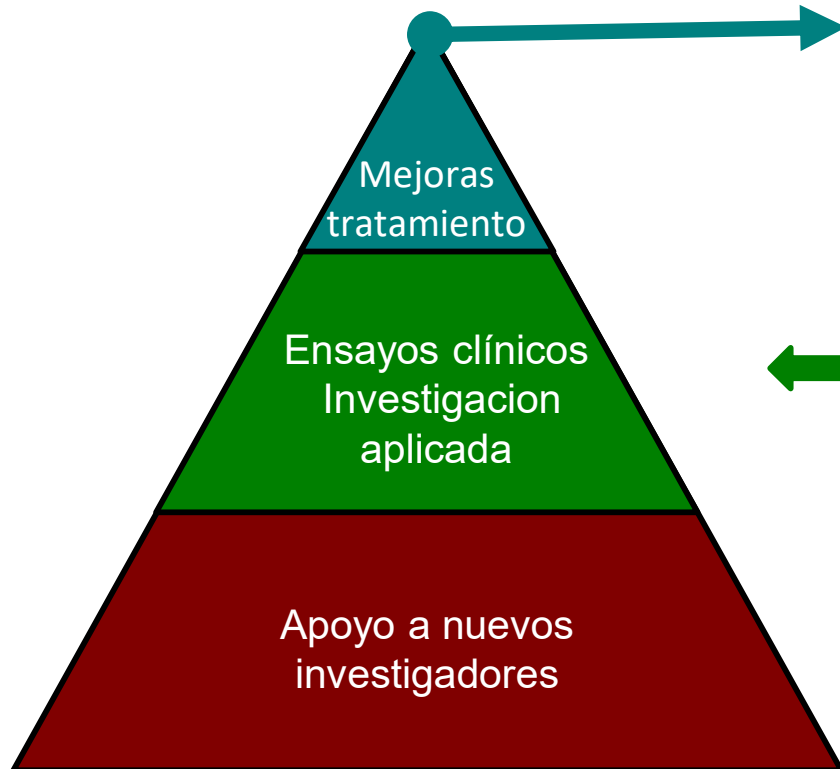 Mejoras
tratamiento
Ensayos clínicos
Investigacion
aplicada
Apoyo a nuevos
investigadores